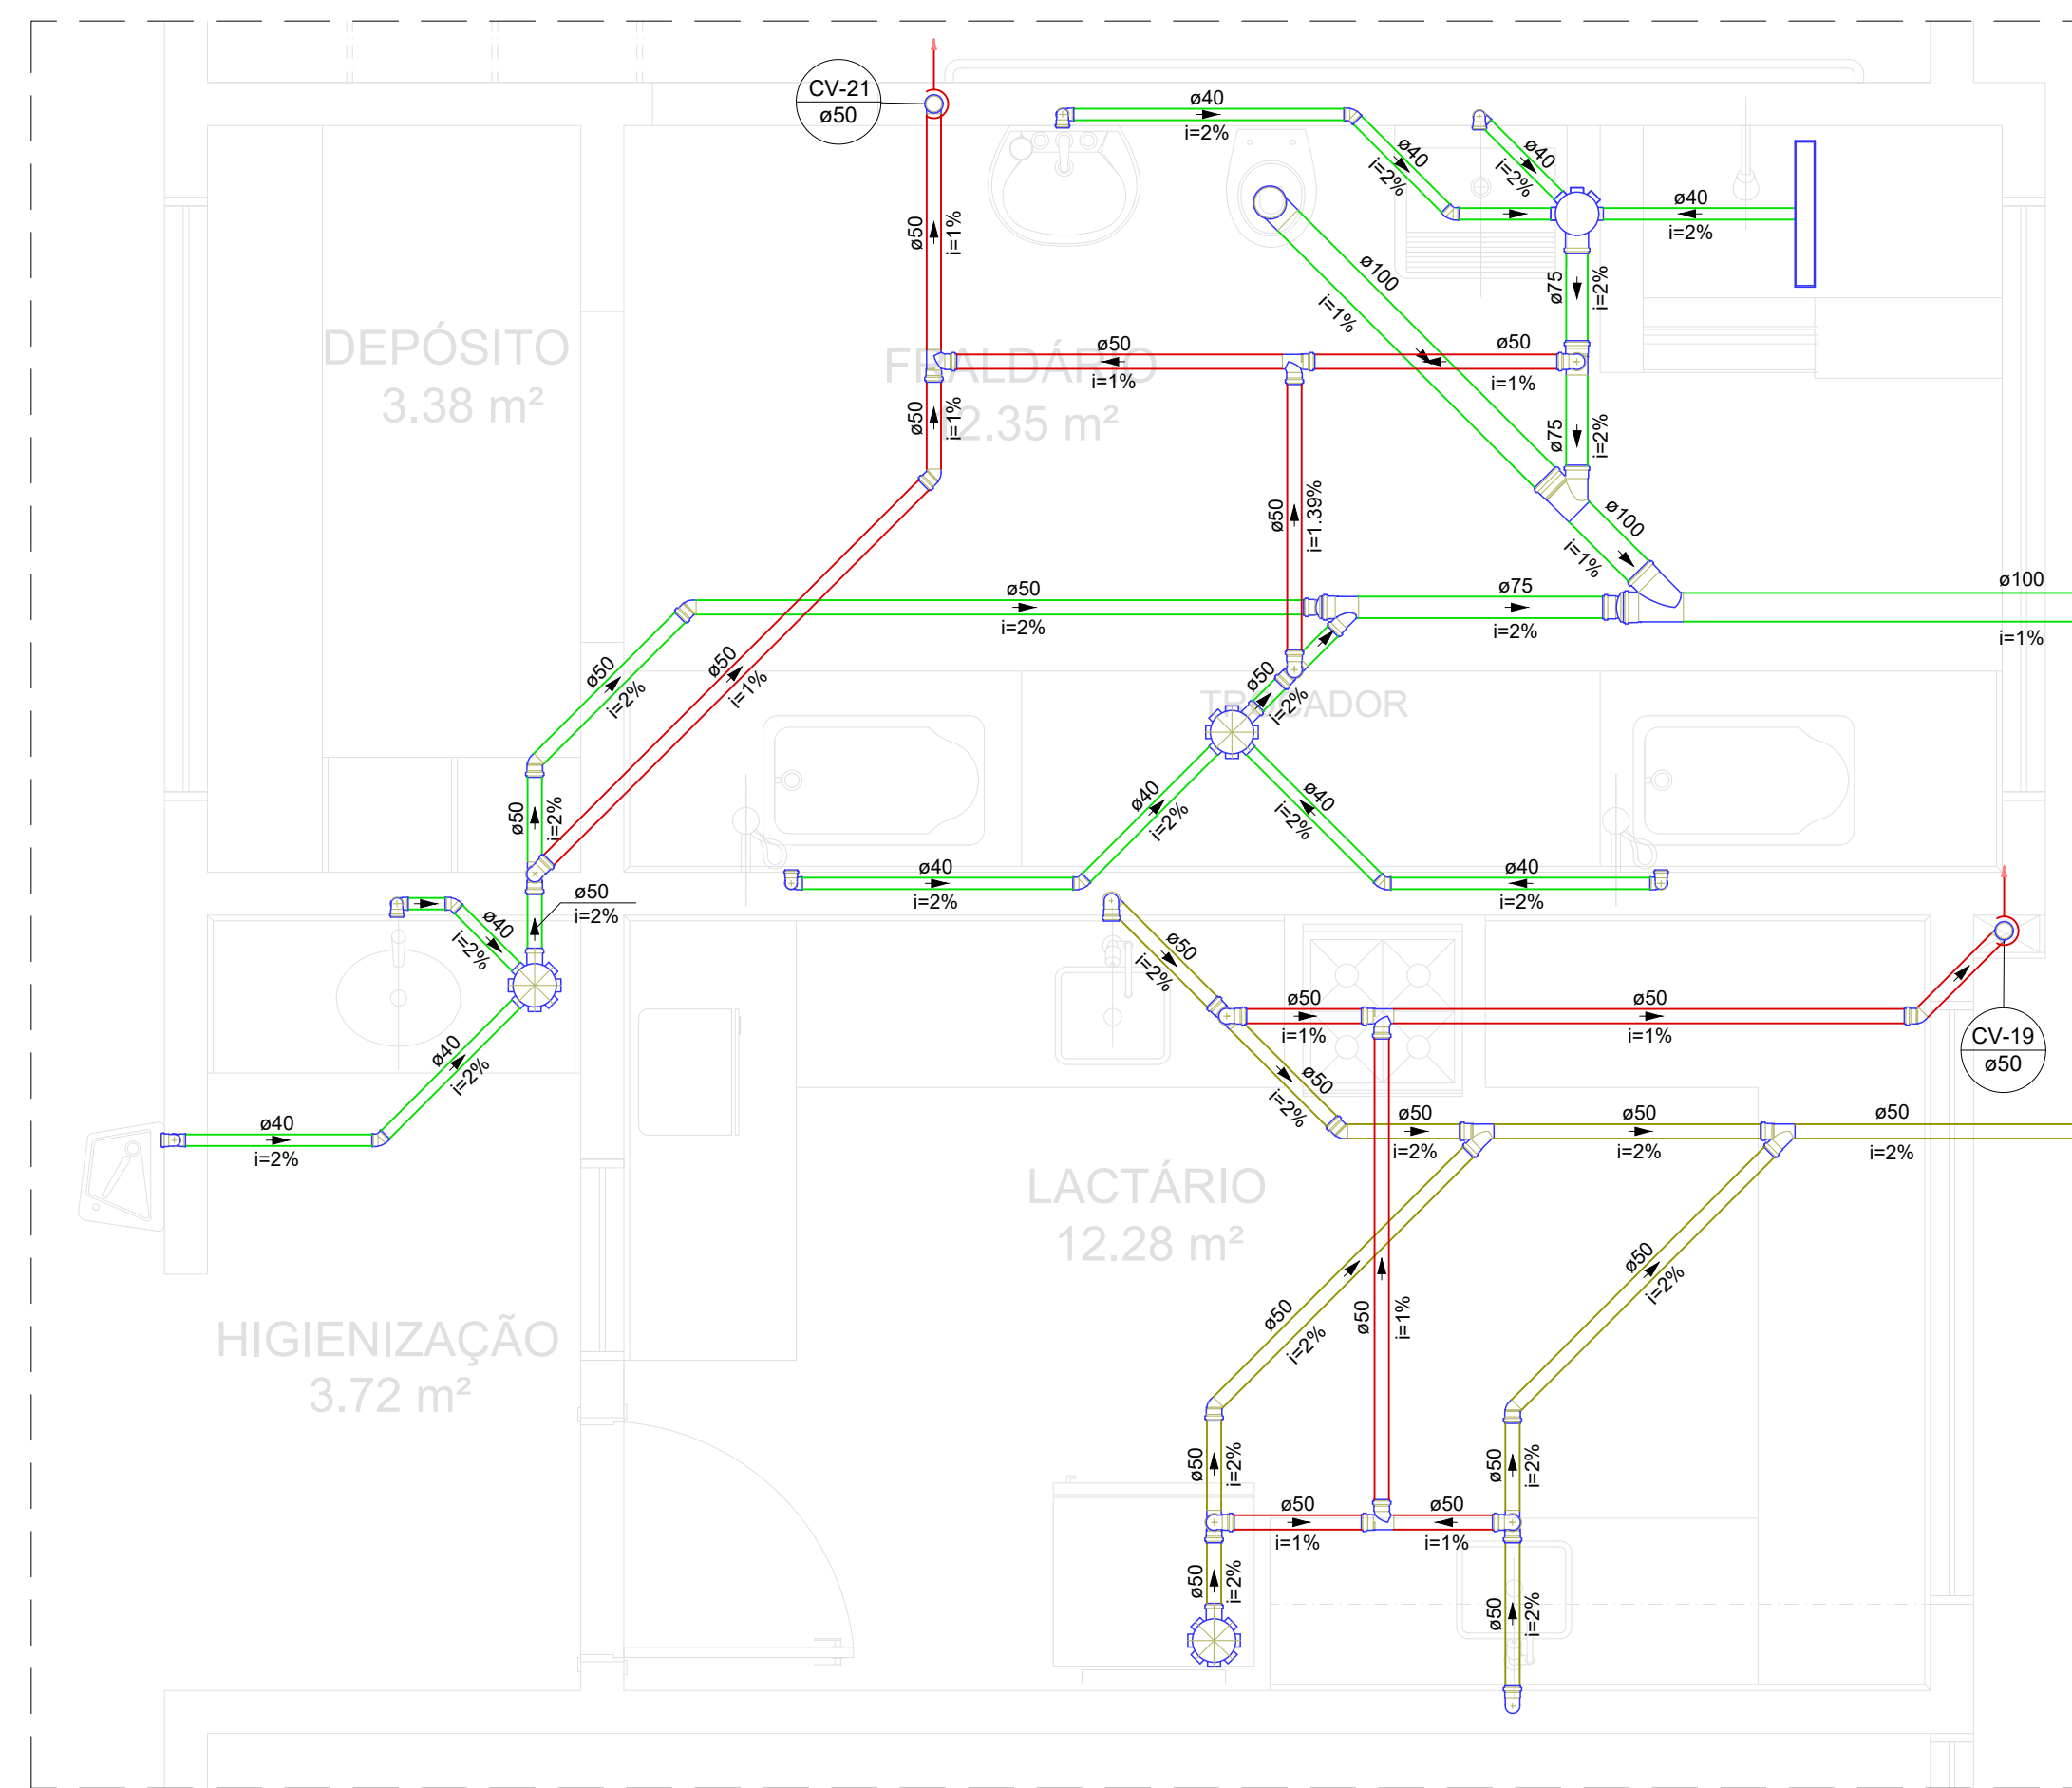 CV-21
ø50
ø40
i=2%
ø40
i=2%
ø40
i=2%
ø40
i=2%
ø50
i=1%
ø100
i=1%
ø75
i=2%
DEPÓSITO
3.38 m²
FRALDÁRIO
12.35 m²
ø50
i=1%
ø50
i=1%
ø50
i=1%
ø75
i=2%
ø50
i=1.39%
ø100
i=1%
ø50
i=2%
ø75
i=2%
ø100
i=1%
ø50
i=2%
ø50
i=1%
ø50
i=2%
TROCADOR
ø50
i=2%
ø40
i=2%
ø40
i=2%
ø40
i=2%
ø40
i=2%
ø50
i=2%
ø40
i=2%
ø50
i=2%
ø50
i=1%
ø50
i=1%
CV-19
ø50
ø40
i=2%
ø50
i=2%
ø40
i=2%
ø50
i=2%
ø50
i=2%
ø50
i=2%
LACTÁRIO
12.28 m²
ø50
i=2%
ø50
i=1%
ø50
i=2%
HIGIENIZAÇÃO
3.72 m²
ø50
i=2%
ø50
i=2%
ø50
i=1%
ø50
i=1%
ø50
i=2%
ø50
i=2%